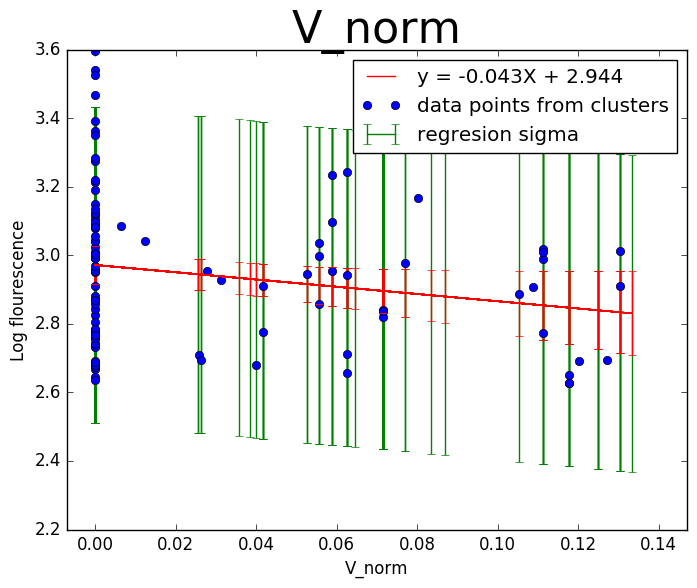 V_norm
y = -0.043X + 2.944
data points from clusters
regresion sigma
Log flourescence
3.6
3.4
3.2
3.0
2.8
2.6
2.4
2.2
0.00 0.02 0.04 0.06 0.08 0.10 0.12 0.14
V_norm